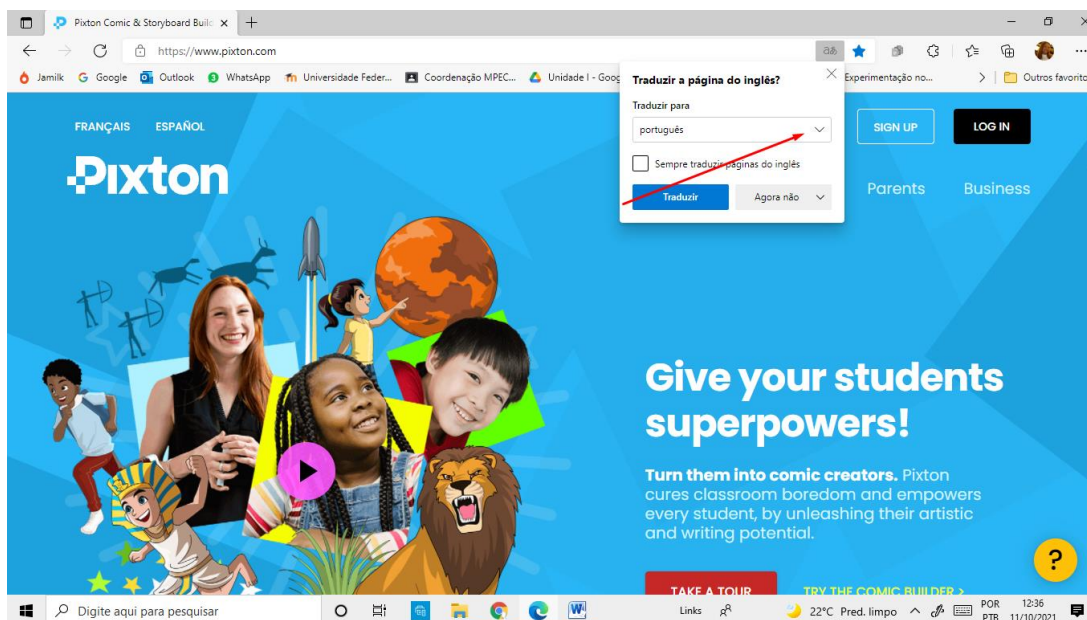 Pixton Comic & Storyboard Buil
https://www.pixton.com
Jamilk Google Outlook WhatsApp Universidade Feder... Coordenação MPEC... Unidade I - Goog Experimentação no... Outros favorito
Traduzir a página do inglês?
Traduzir para
português
Sempre traduzir páginas do inglês
Traduzir Agora não
FRANÇAIS ESPAÑOL SIGN UP LOG IN
Pixton
Parents Business
Give your students
superpowers!
Turn them into comic creators. Pixton
cures classroom boredom and empowers
every student, by unleashing their artistic
and writing potential.
TAKE A TOUR TRY THE COMIC BUILDER >
?
Digite aqui para pesquisar Links 22°C Pred. limpo POR 12:36
PTB 11/10/2021